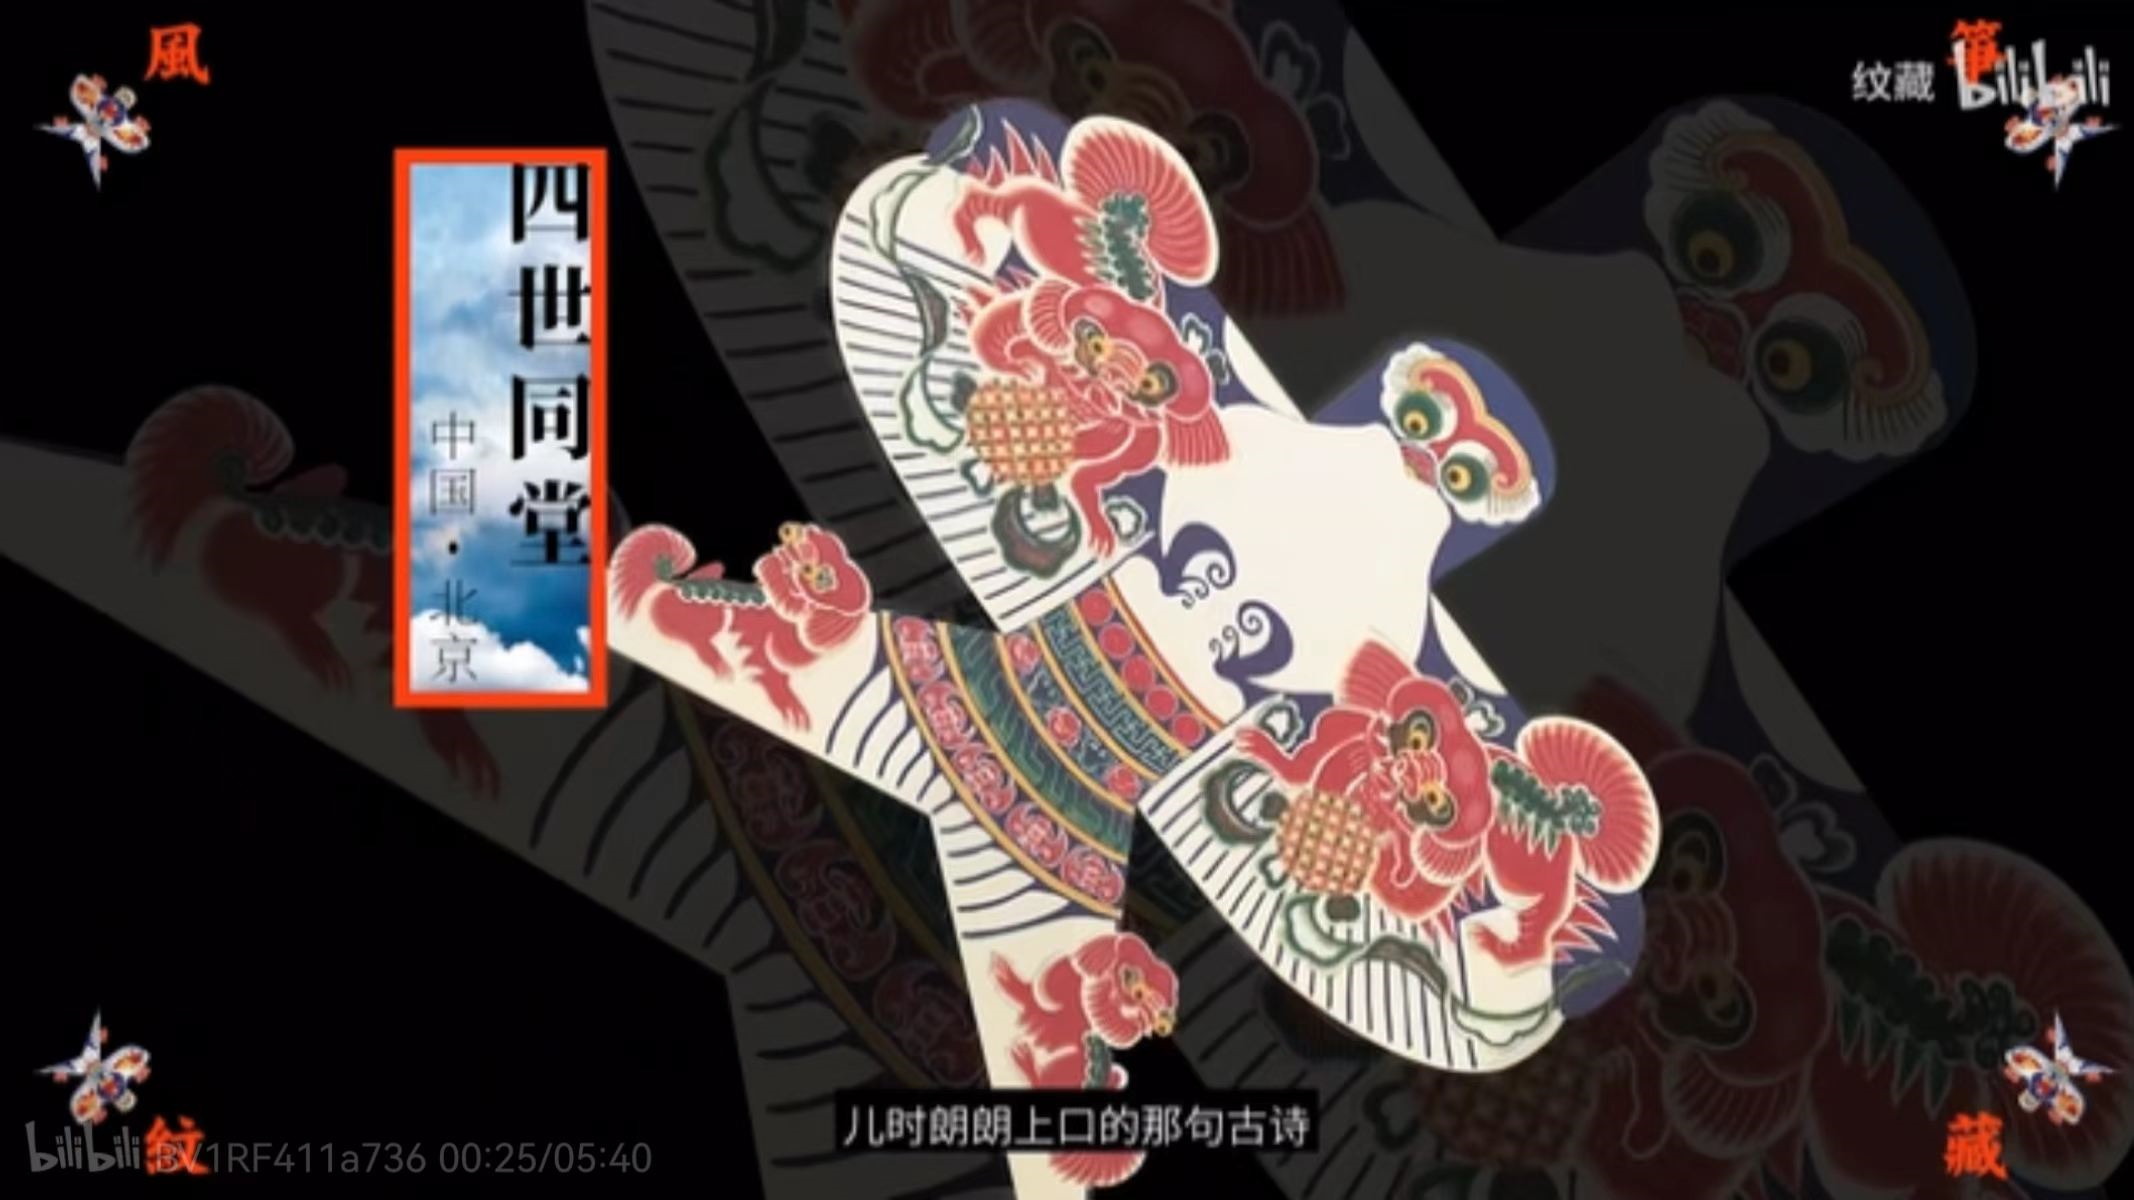 風
箏
纹藏 bilibili
四世同堂
中国·北京
儿时朗朗上口的那句古诗
bilibili BV1RF411a736 00:25/05:40
纹
藏